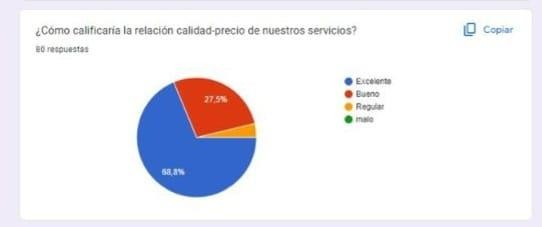 ¿Cómo calificaría la relación calidad-precio de nuestros servicios?
Copiar
80 respuestas
Excelente
Bueno
Regular
malo
27,5%
68,8%